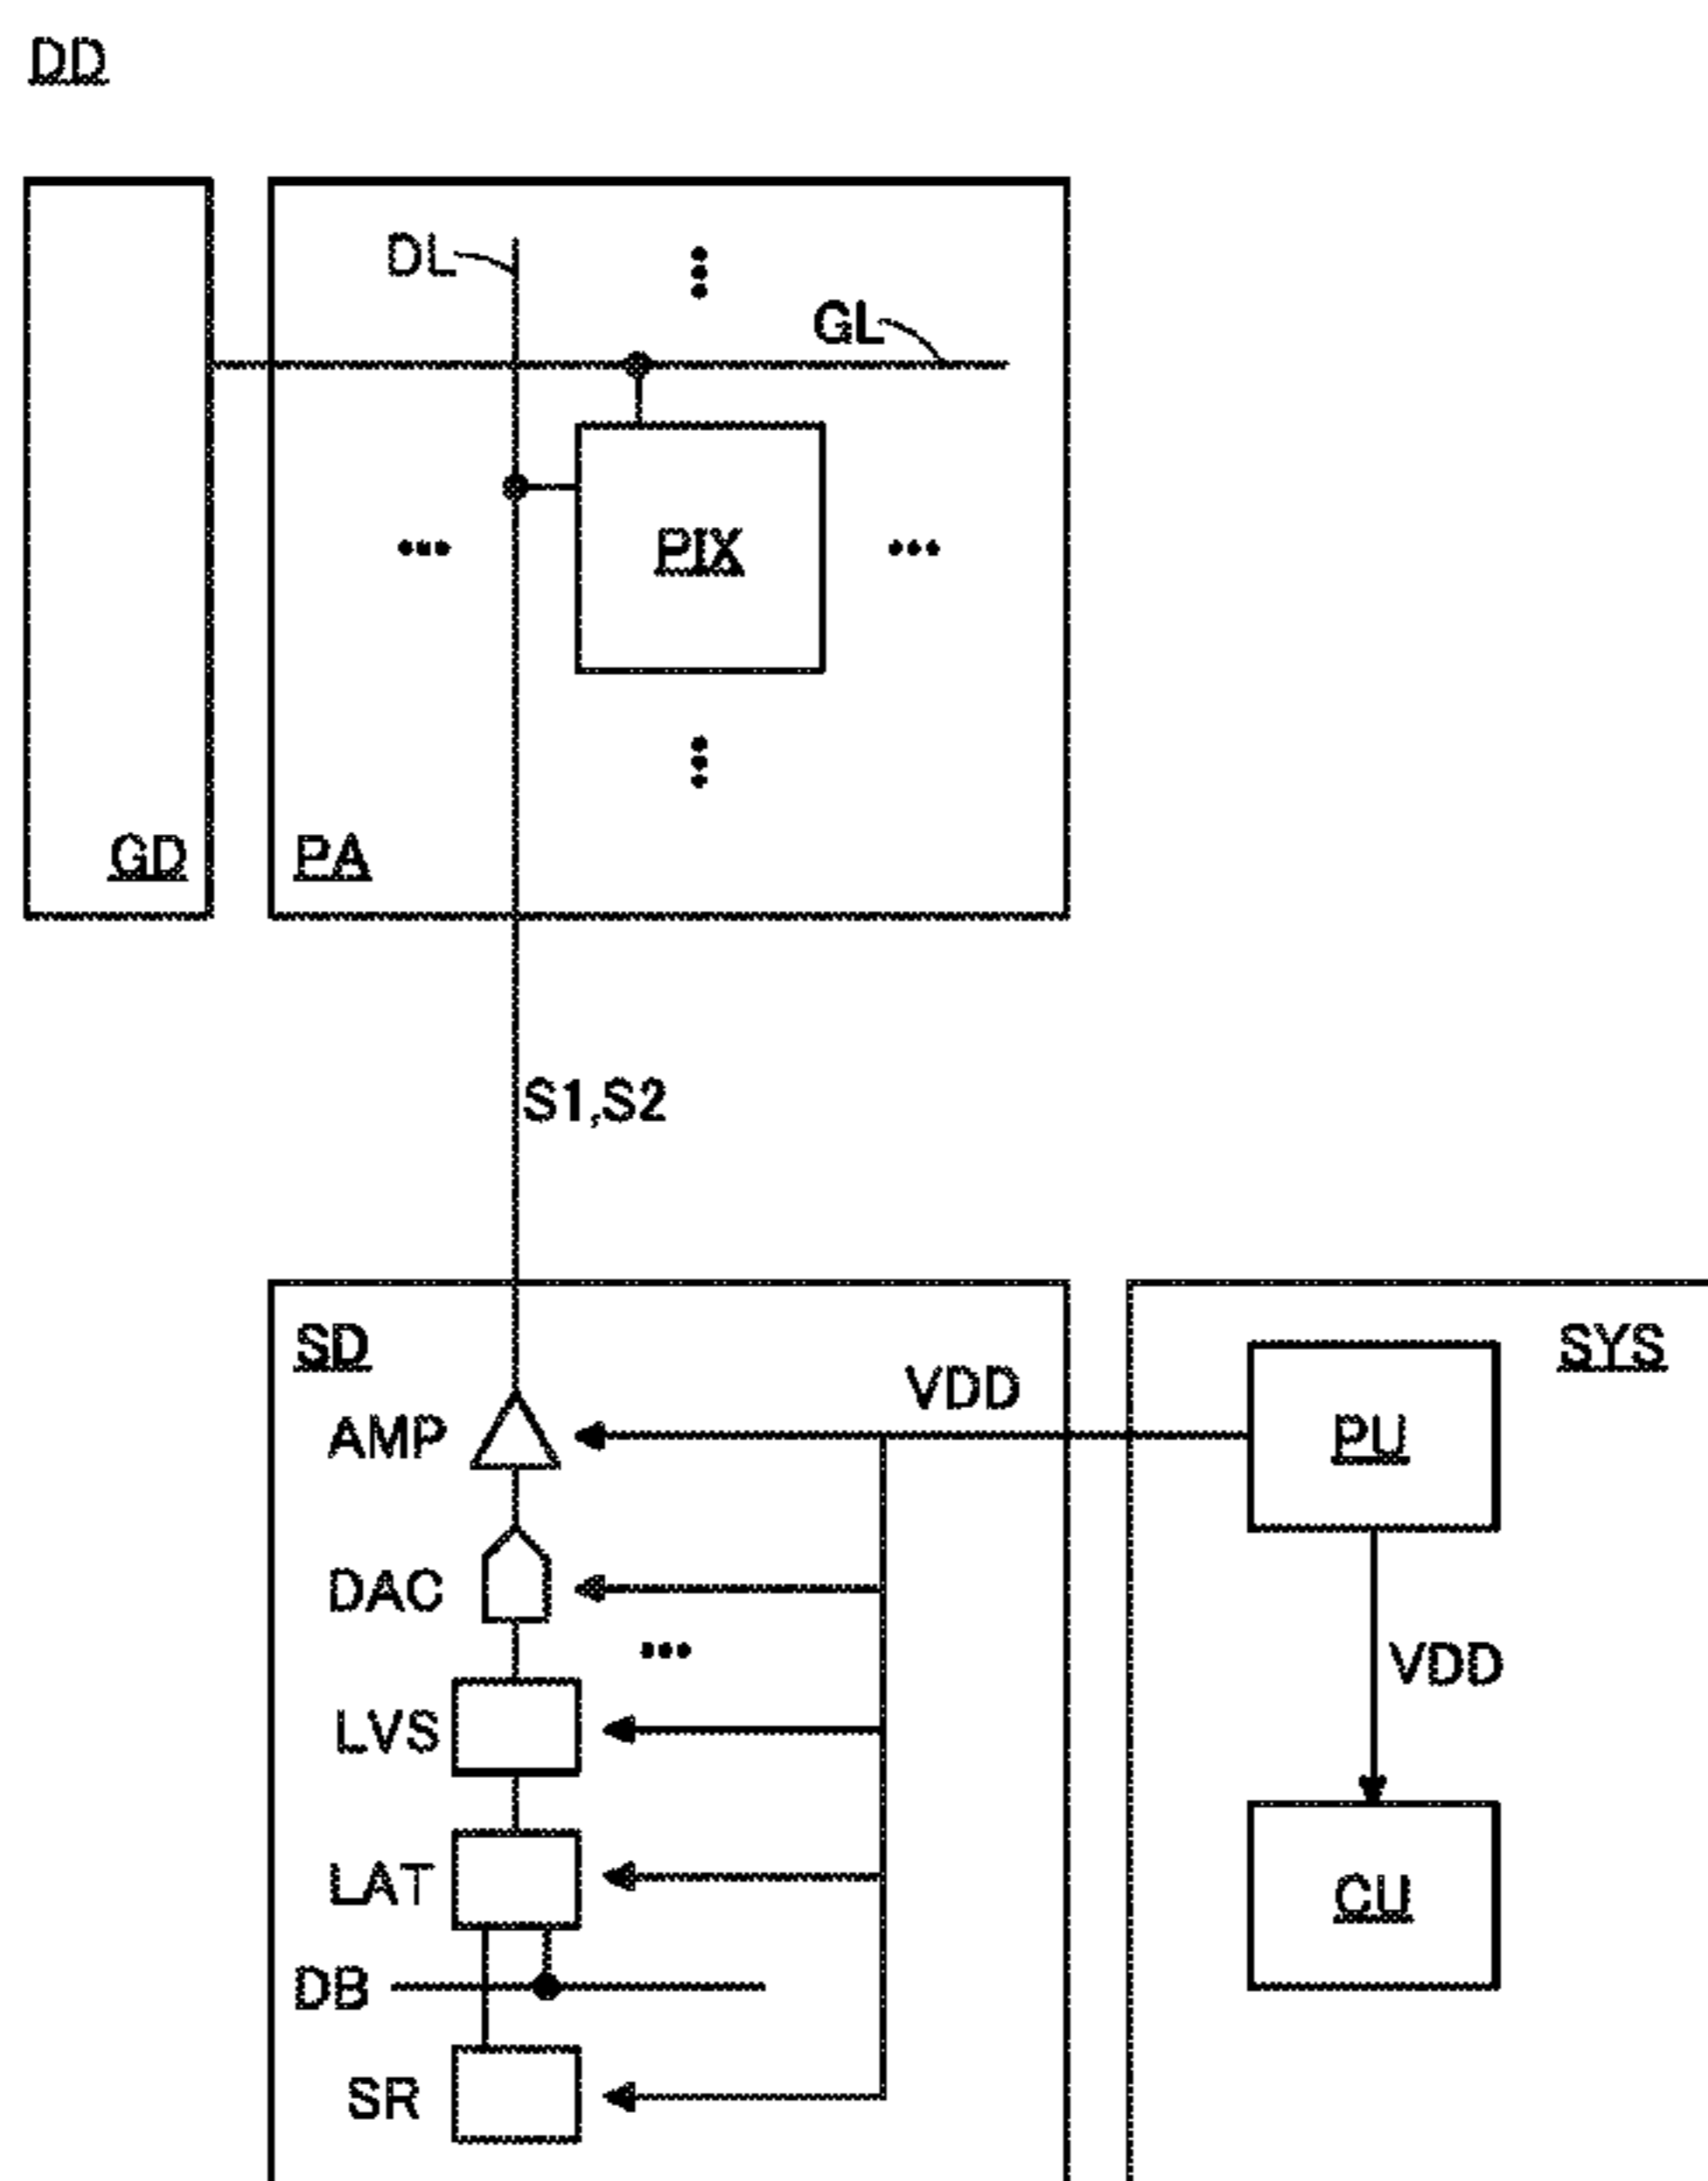 DD
DL
GL
PIX
GD
PA
S1,S2
SD
SYS
VDD
AMP
PU
DAC
VDD
LVS
LAT
CU
DB
SR